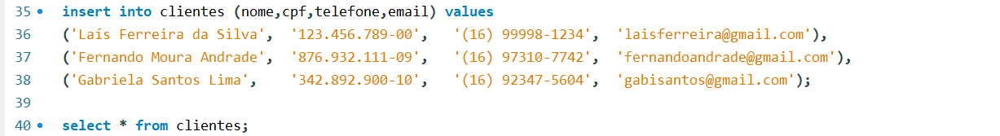 35 insert into clientes (nome,cpf,telefone,email) values
36 ('Laís Ferreira da Silva', '123.456.789-00', '(16) 99998-1234', 'laisferreira@gmail.com'),
37 ('Fernando Moura Andrade', '876.932.111-09', '(16) 97310-7742', 'fernandoandrade@gmail.com'),
38 ('Gabriela Santos Lima', '342.892.900-10', '(16) 92347-5604', 'gabisantos@gmail.com');
39
40 select * from clientes;